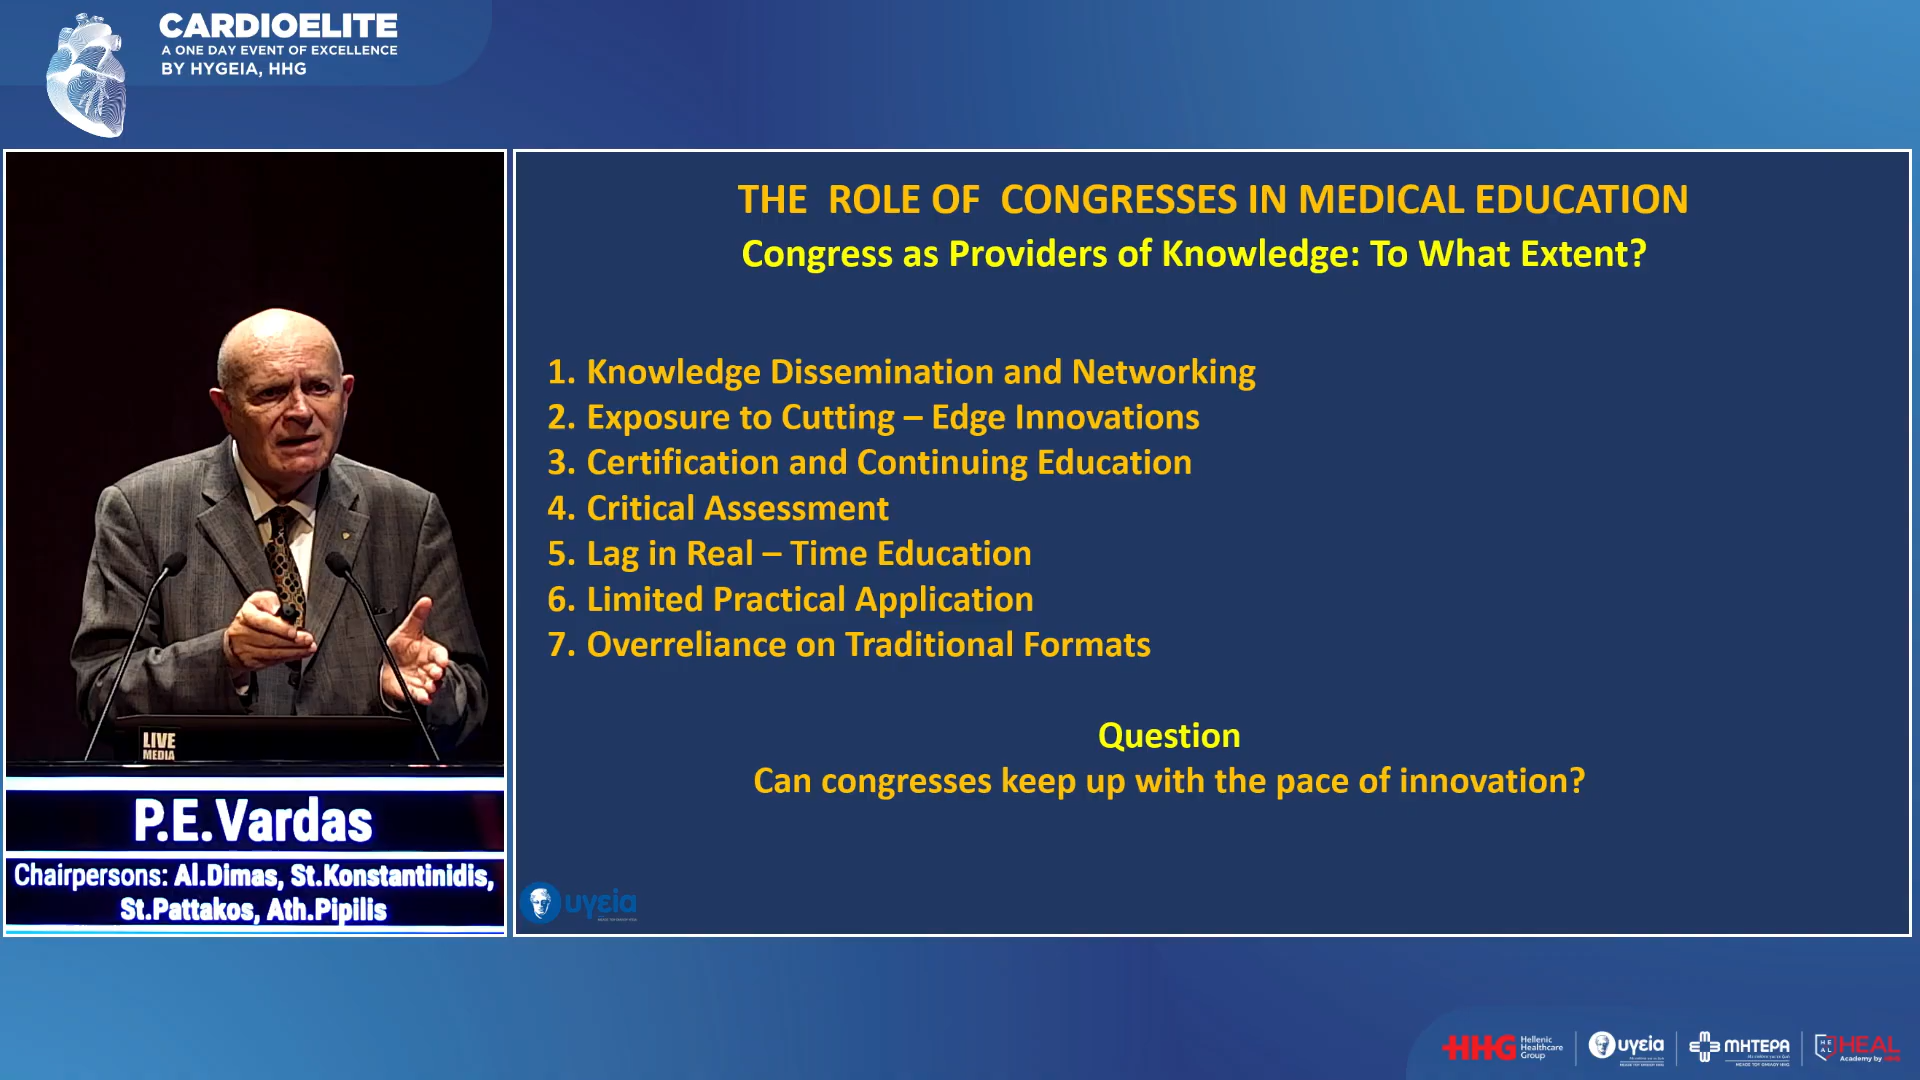 CARDIOELITE
A ONE DAY EVENT OF EXCELLENCE
BY HYGEIA, HHG
THE ROLE OF CONGRESSES IN MEDICAL EDUCATION
Congress as Providers of Knowledge: To What Extent?
1. Knowledge Dissemination and Networking
2. Exposure to Cutting – Edge Innovations
3. Certification and Continuing Education
4. Critical Assessment
5. Lag in Real – Time Education
6. Limited Practical Application
7. Overreliance on Traditional Formats
Question
Can congresses keep up with the pace of innovation?
υγεία
LIVE
MEDIA
P.E.Vardas
Chairpersons: Al.Dimas, St.Konstantinidis,
St.Pattakos, Ath.Pipilis
HHG Hellenic
Healthcare
Group
υγεία
ΜΗΤΕΡΑ
HEAL
Academy by HHG